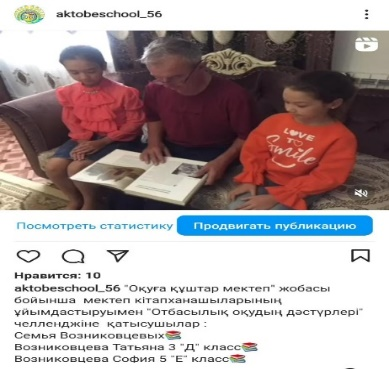 aktobeschool_56
LOVE
TO
Smile
Посмотреть статистику
Продвигать публикацию
Нравится: 10
aktobeschool_56 "Оқуға құштар мектеп" жобасы
бойынша мектеп кітапханашыларының
ұйымдастыруымен "Отбасылық оқудың дәстүрлері"
челленджіне қатысушылар :
Семья Возниковцевых📚
Возниковцева Татьяна 3 "Д" класс📚
Возниковцева София 5 "Е" класс📚